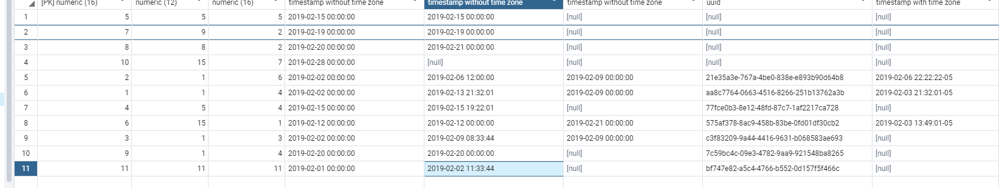 [PK] numeric (16) numeric (12) numeric (16) timestamp without time zone timestamp without time zone timestamp without time zone uuid timestamp with time zone
1 5 5 5 2019-02-15 00:00:00 2019-02-15 00:00:00 [null] [null] [null]
2 7 9 2 2019-02-19 00:00:00 2019-02-19 00:00:00 [null] [null] [null]
3 8 8 2 2019-02-20 00:00:00 2019-02-21 00:00:00 [null] [null] [null]
4 10 15 7 2019-02-28 00:00:00 [null] [null] [null] [null]
5 2 1 6 2019-02-02 00:00:00 2019-02-06 12:00:00 2019-02-09 00:00:00 21e35a3e-767a-4be0-838e-e893b90d64b8 2019-02-06 22:22:22-05
6 1 1 4 2019-02-02 00:00:00 2019-02-13 21:32:01 2019-02-09 00:00:00 aa8c7764-0663-4516-8266-251b13762a3b 2019-02-03 21:32:01-05
7 4 5 4 2019-02-15 00:00:00 2019-02-15 19:22:01 [null] 77fce0b3-8e12-48fd-87c7-1af2217ca728 [null]
8 6 15 1 2019-02-12 00:00:00 2019-02-12 00:00:00 2019-02-21 00:00:00 575af378-8ac9-458b-83be-0fd01df30cb2 2019-02-03 13:49:01-05
9 3 1 3 2019-02-02 00:00:00 2019-02-09 08:33:44 2019-02-09 00:00:00 c3f83209-9a44-4416-9631-b068583ae693 [null]
10 9 1 4 2019-02-20 00:00:00 2019-02-20 00:00:00 [null] 7c59bc4c-09e3-4782-9aa9-921548ba8265 [null]
11 11 11 11 2019-02-01 00:00:00 2019-02-02 11:33:44 [null] bf747e82-a5c4-4766-b552-0d157f5f466c [null]